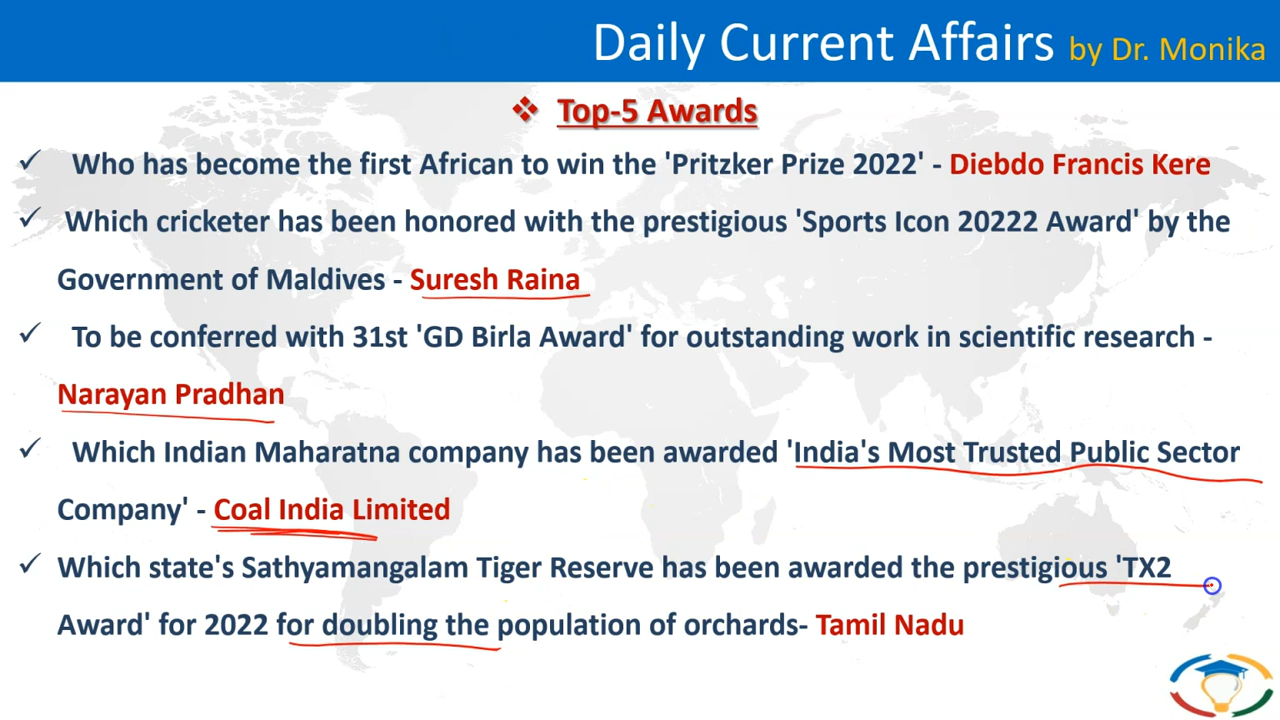 Daily Current Affairs by Dr. Monika
❖ Top-5 Awards
✓ Who has become the first African to win the 'Pritzker Prize 2022' - Diebdo Francis Kere
✓ Which cricketer has been honored with the prestigious 'Sports Icon 20222 Award' by the
Government of Maldives - Suresh Raina
✓ To be conferred with 31st 'GD Birla Award' for outstanding work in scientific research -
Narayan Pradhan
✓ Which Indian Maharatna company has been awarded 'India's Most Trusted Public Sector
Company' - Coal India Limited
✓ Which state's Sathyamangalam Tiger Reserve has been awarded the prestigious 'TX2
Award' for 2022 for doubling the population of orchards- Tamil Nadu